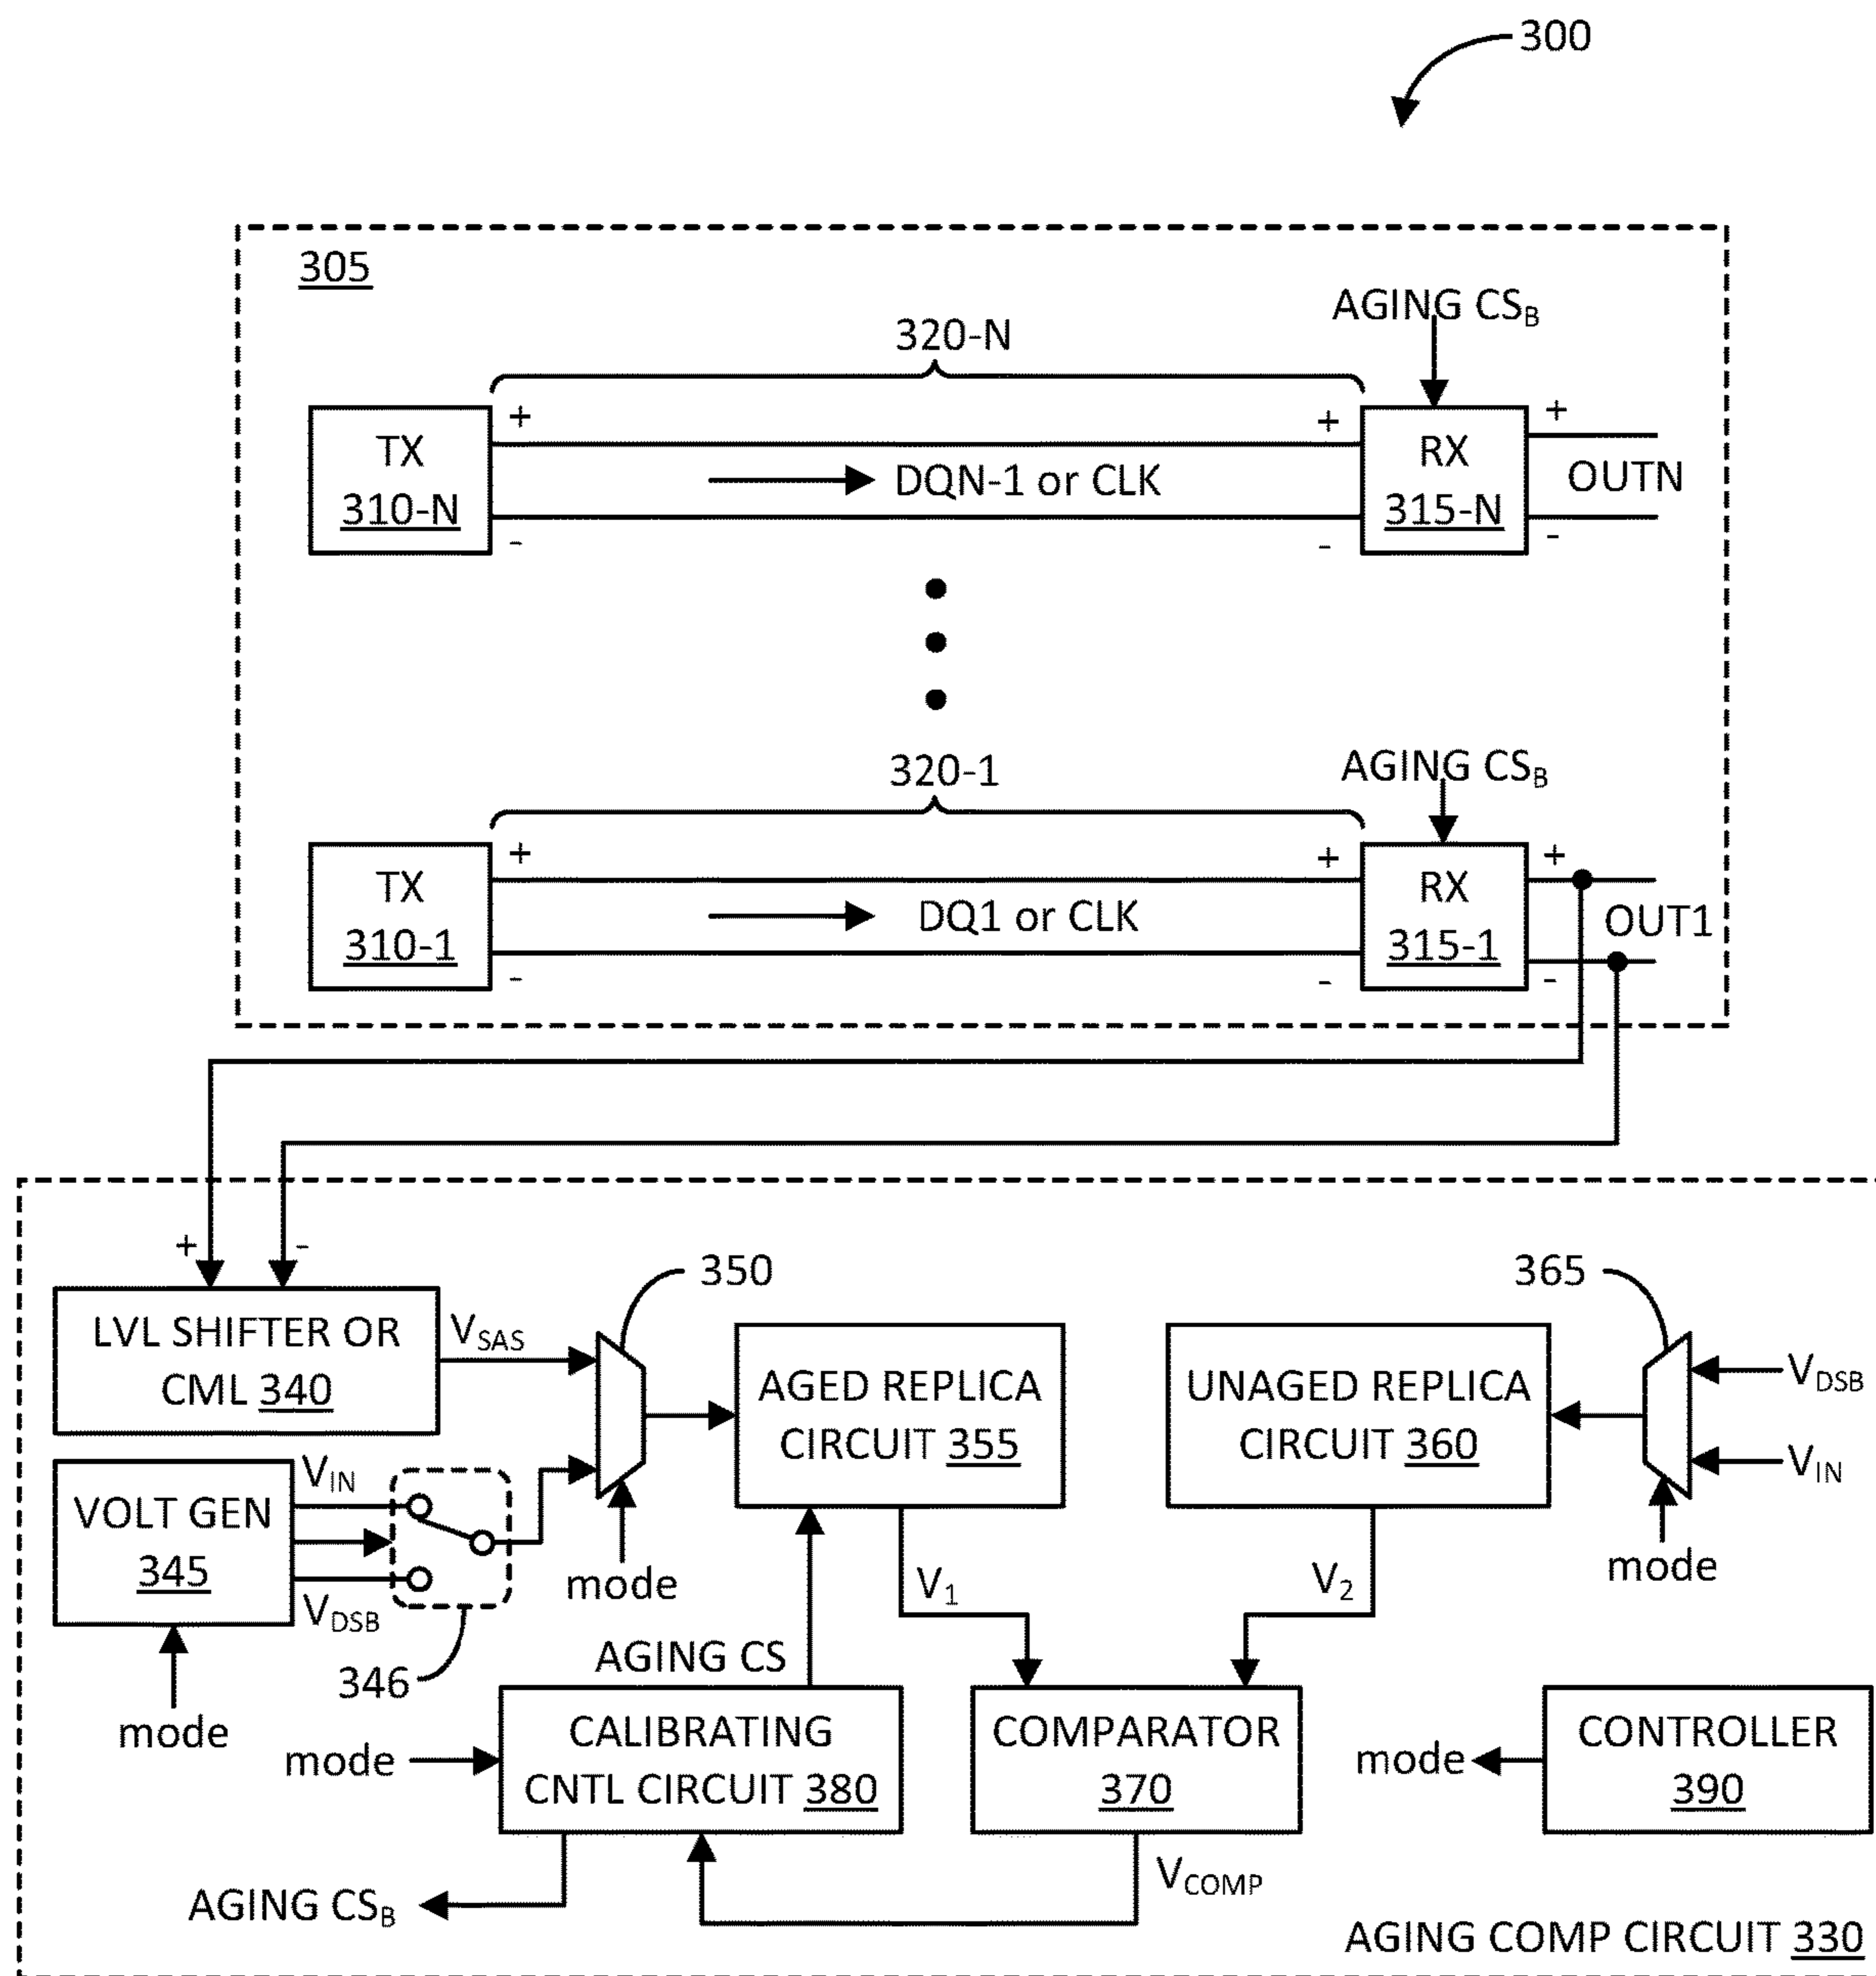 300
305
AGING CSB
320-N
+
+
+
TX
310-N
DQN-1 or CLK
RX
315-N
OUTN
-
-
-
AGING CSB
320-1
+
+
+
TX
310-1
DQ1 or CLK
RX
315-1
OUT1
-
-
-
+
-
350
365
LVL SHIFTER OR
CML 340
VSAS
AGED REPLICA
CIRCUIT 355
UNAGED REPLICA
CIRCUIT 360
VDSB
VIN
VOLT GEN
345
VIN
VDSB
346
mode
mode
mode
V1
V2
AGING CS
mode
CALIBRATING
CNTL CIRCUIT 380
COMPARATOR
370
mode
CONTROLLER
390
VCOMP
AGING CSB
AGING COMP CIRCUIT 330